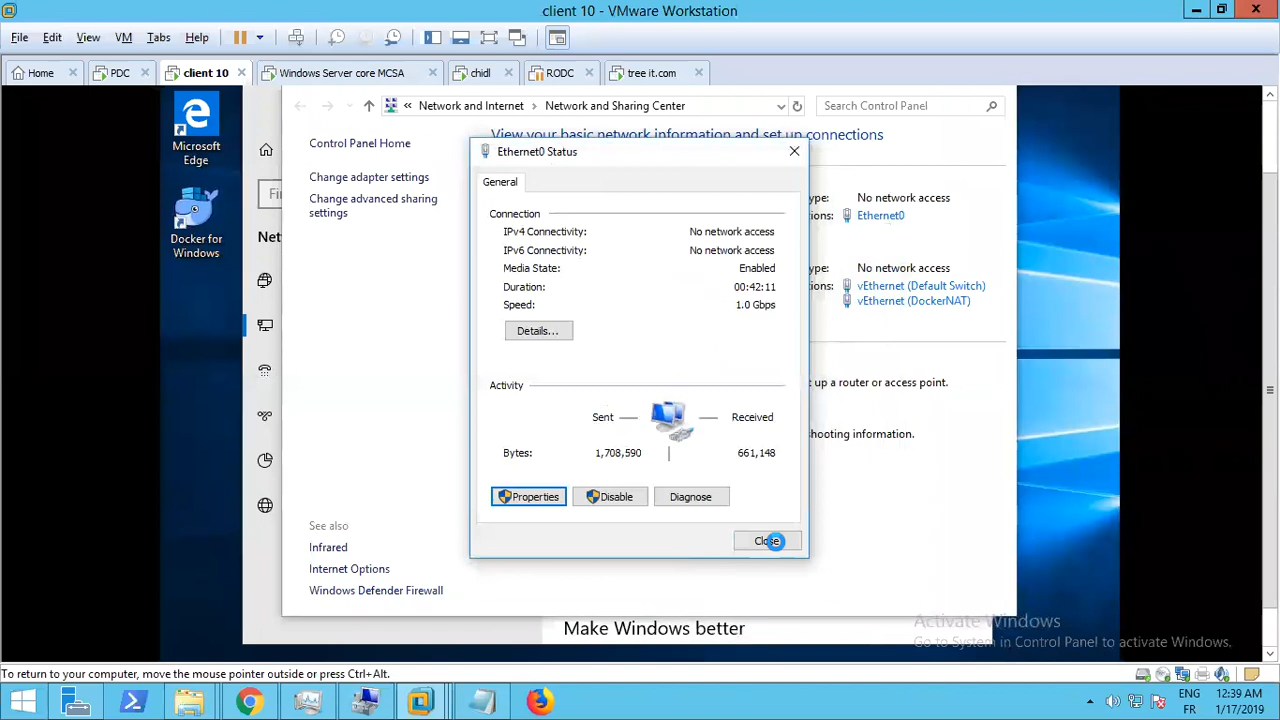 client 10 - VMware Workstation
File Edit View VM Tabs Help
Home PDC client 10 Windows Server core MCSA chidl RODC tree it.com
Microsoft
Edge
Docker for
Windows
« Network and Internet > Network and Sharing Center
Search Control Panel
Control Panel Home
Change adapter settings
Change advanced sharing
settings
See also
Infrared
Internet Options
Windows Defender Firewall
View your basic network information and set up connections
ype: No network access
ions: Ethernet0
ype: No network access
ions: vEthernet (Default Switch)
vEthernet (DockerNAT)
t up a router or access point.
hooting information.
Fin
Net
Ethernet0 Status
General
Connection
IPv4 Connectivity: No network access
IPv6 Connectivity: No network access
Media State: Enabled
Duration: 00:42:11
Speed: 1.0 Gbps
Details...
Activity
Sent — — Received
Bytes: 1,708,590 | 661,148
Properties Disable Diagnose
Close
Make Windows better
Activate Windows
Go to System in Control Panel to activate Windows.
To return to your computer, move the mouse pointer outside or press Ctrl+Alt.
ENG 12:39 AM
FR 1/17/2019